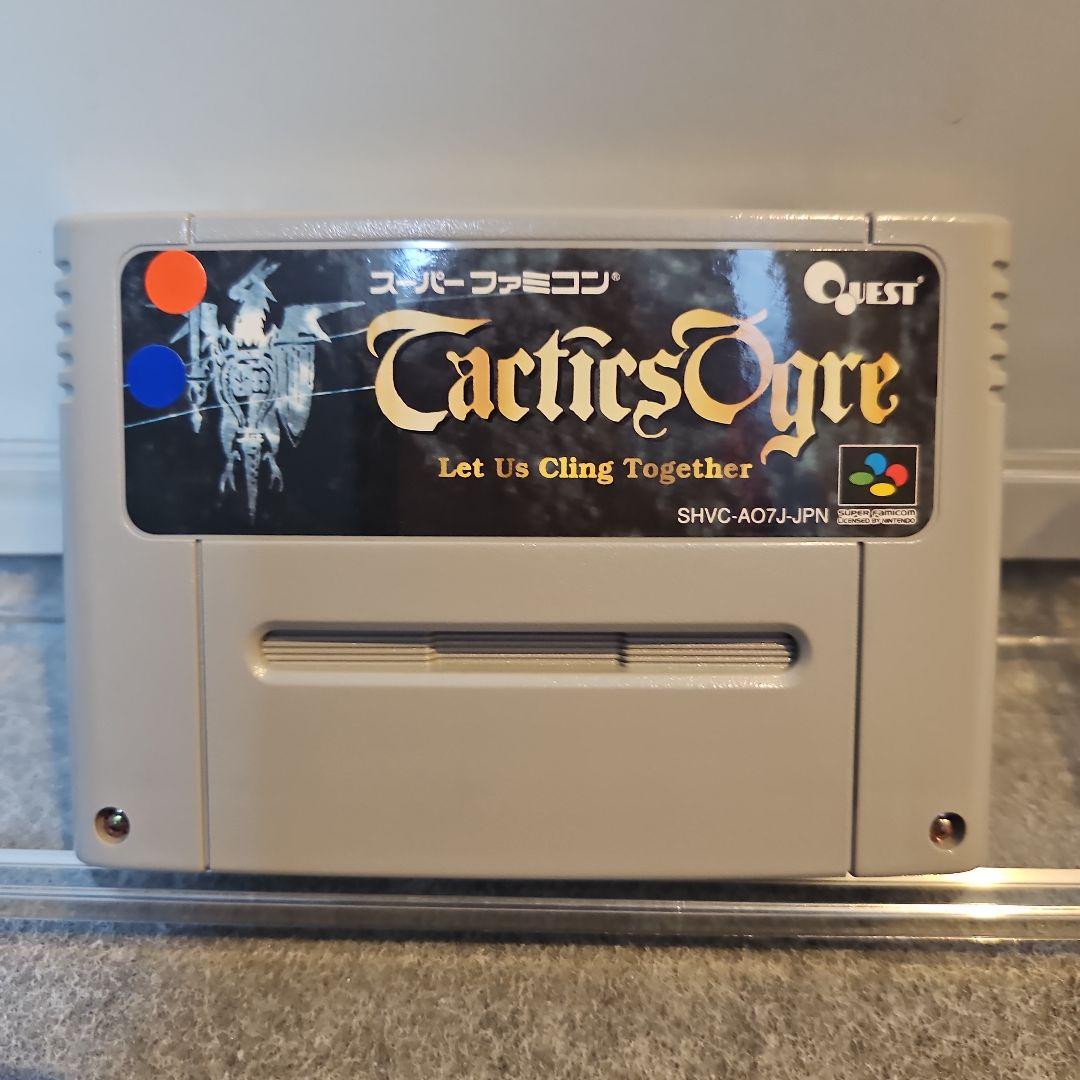 スーパーファミコン®
QUEST
Tactics Ogre
Let Us Cling Together
SHVC-AO7J-JPN
SUPER FAMICOM
LICENSED BY NINTENDO